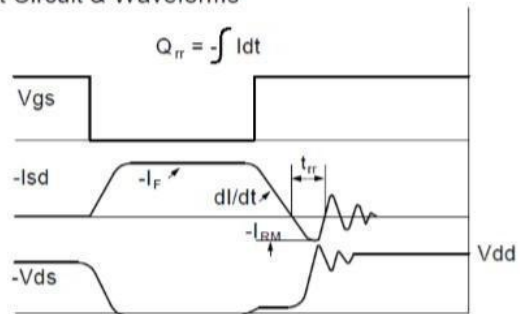 Circuit & Waveforms
Qrr = -∫ Idt
Vgs
-Isd
-IF
dI/dt
trr
-IRM
Vdd
-Vds